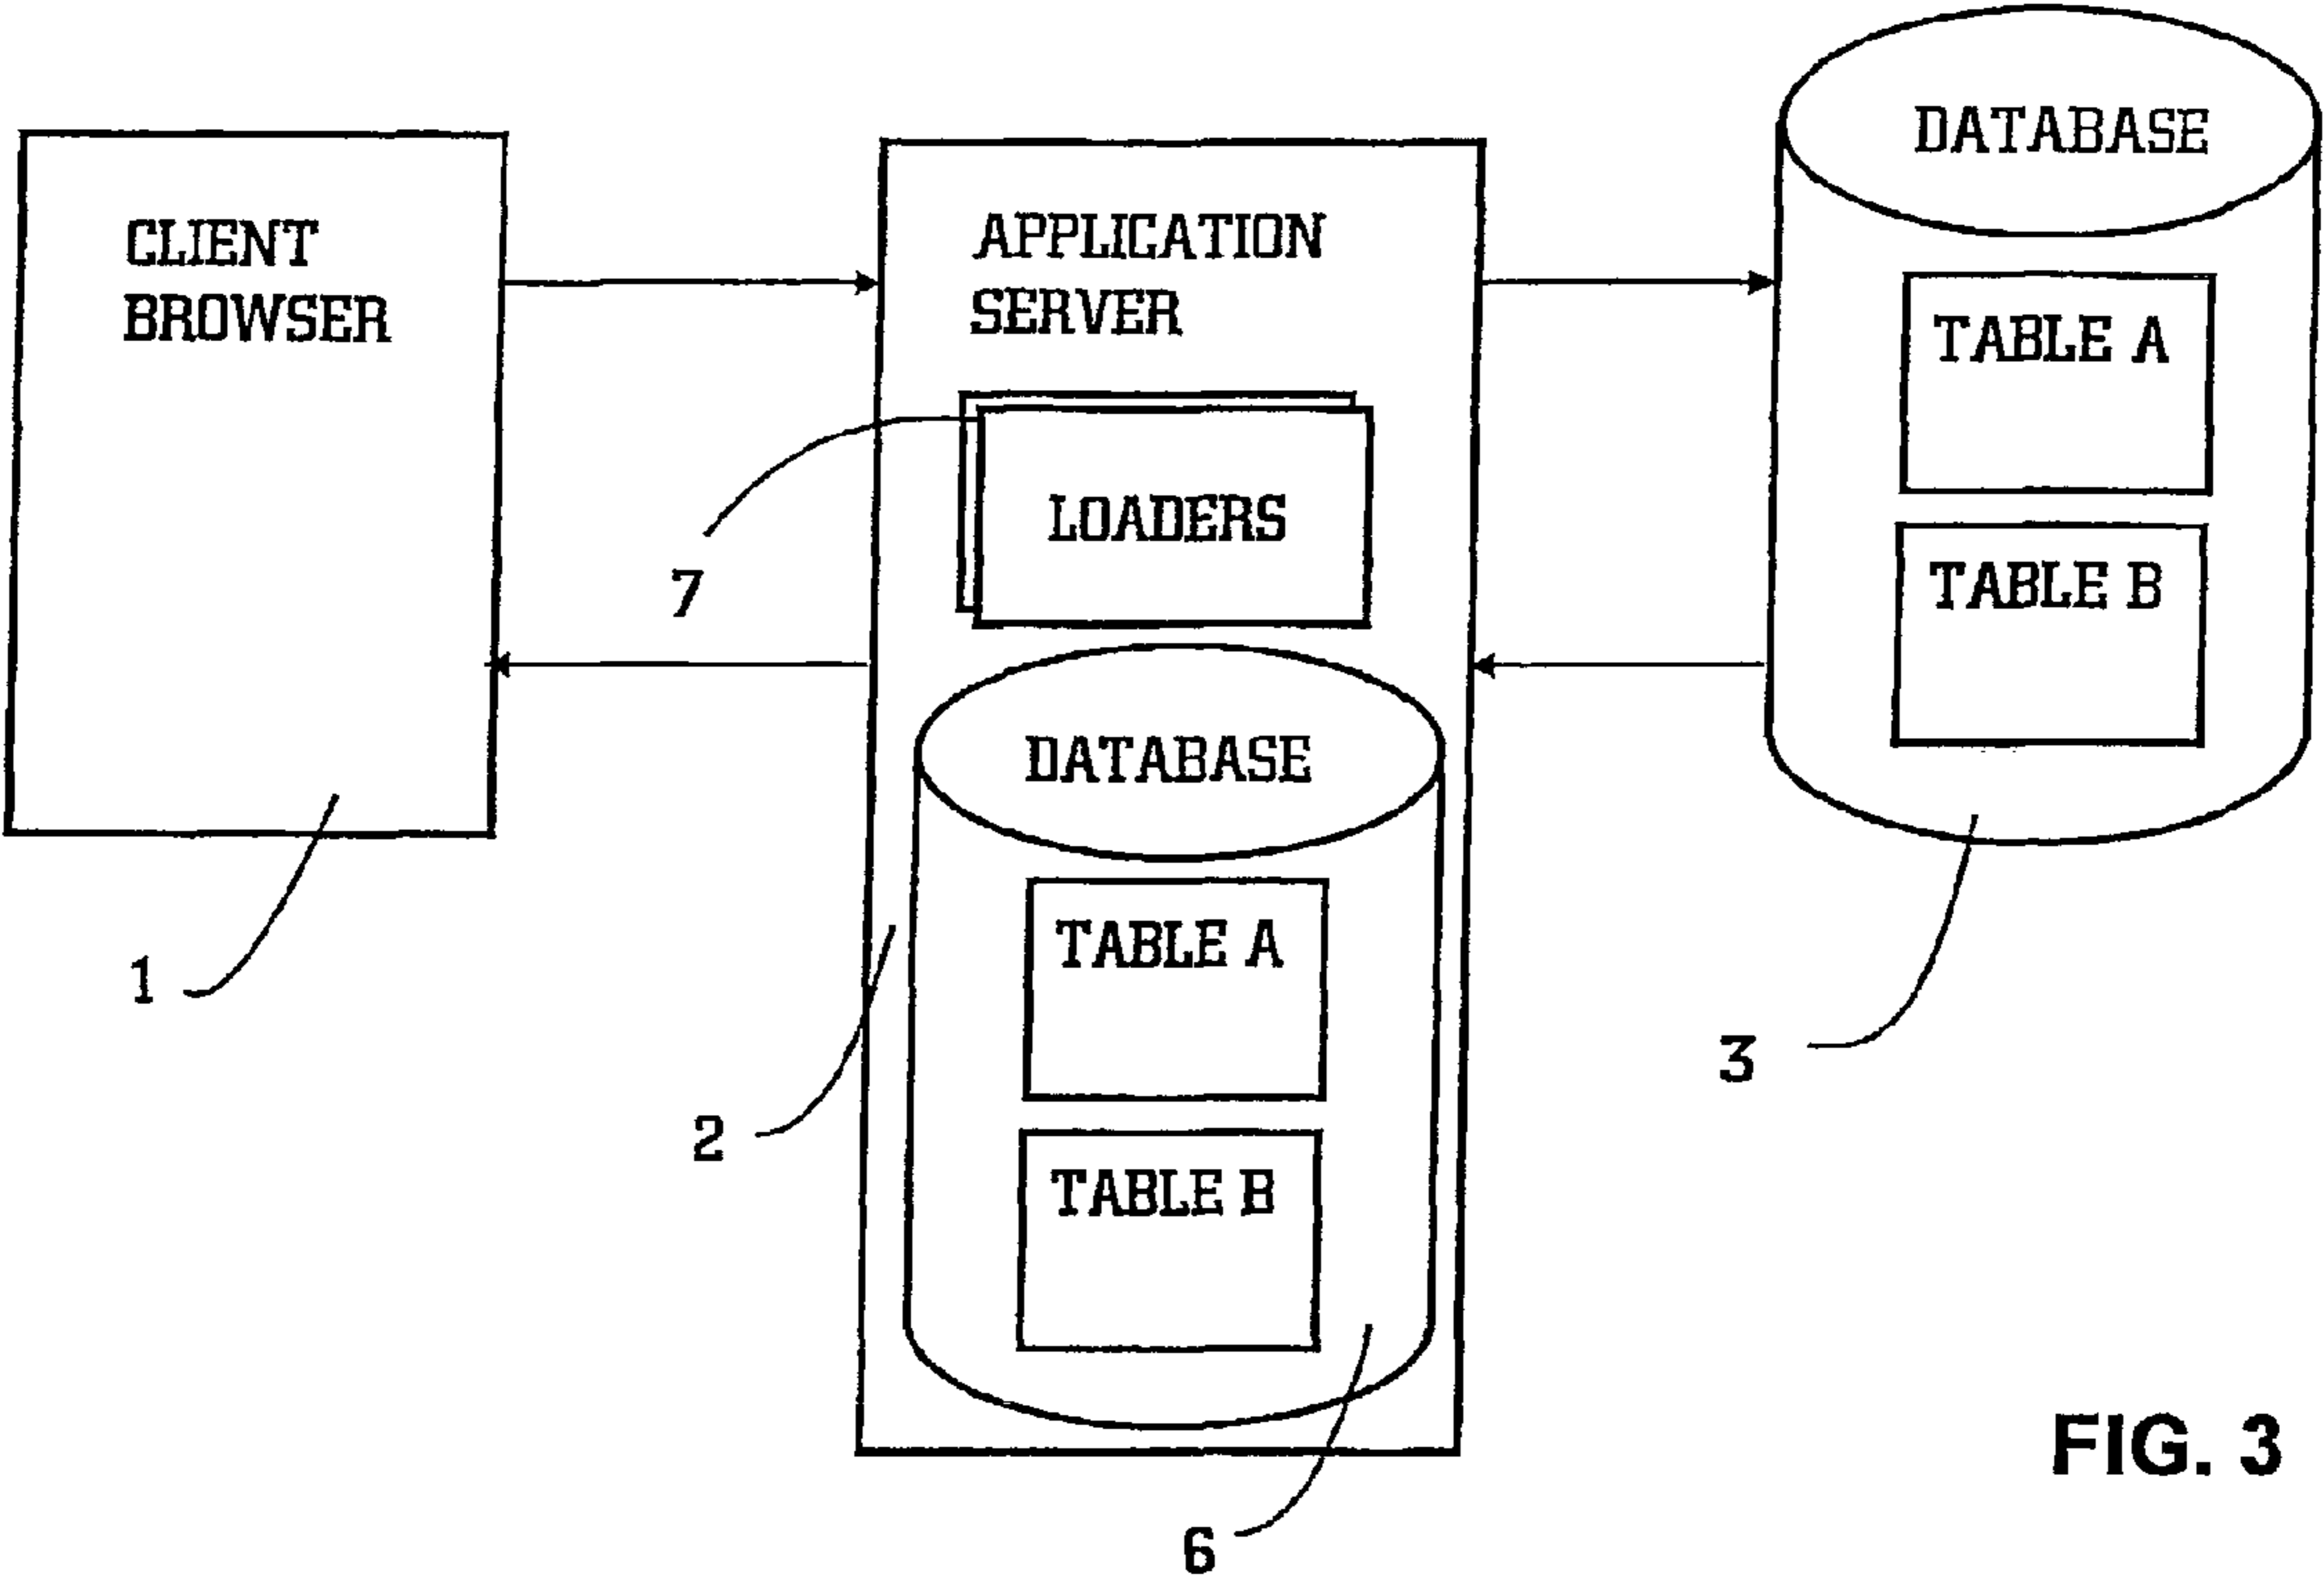 CLIENT
BROWSER
1
APPLICATION
SERVER
LOADERS
7
DATABASE
TABLE A
TABLE B
2
6
DATABASE
TABLE A
TABLE B
3
FIG. 3